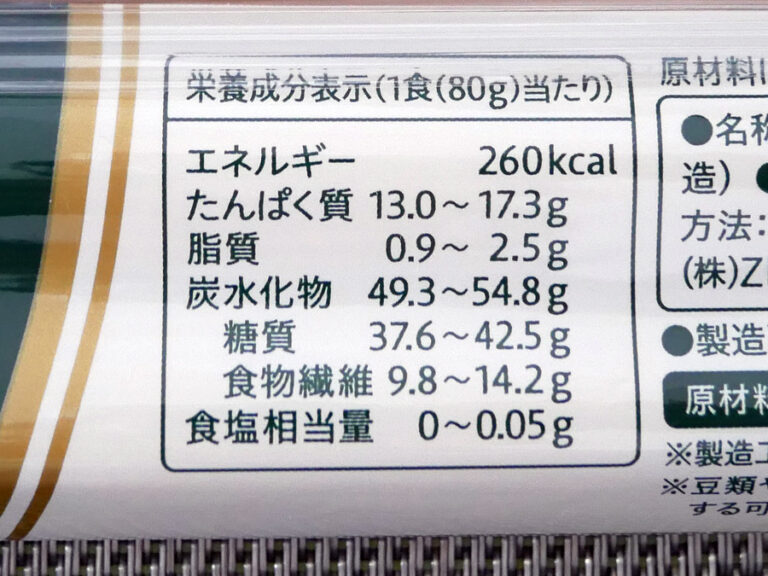 栄養成分表示(1食(80g)当たり)
エネルギー 260kcal
たんぱく質 13.0～17.3g
脂質 0.9～ 2.5g
炭水化物 49.3～54.8g
糖質 37.6～42.5g
食物繊維 9.8～14.2g
食塩相当量 0～0.05g
原材料
●名称
造) ●
方法:
(株)Z
●製造
原材料
※製造工
※豆類や
する可